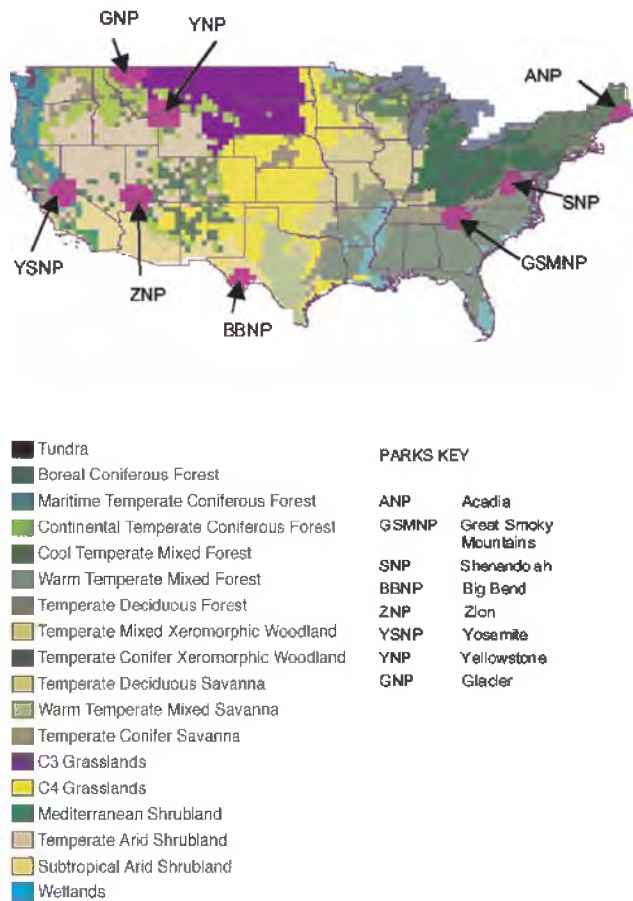 GNP
YNP
ANP
SNP
GSMNP
YSNP
ZNP
BBNP
Tundra
Boreal Coniferous Forest
Maritime Temperate Coniferous Forest
Continental Temperate Coniferous Forest
Cool Temperate Mixed Forest
Warm Temperate Mixed Forest
Temperate Deciduous Forest
Temperate Mixed Xeromorphic Woodland
Temperate Conifer Xeromorphic Woodland
Temperate Deciduous Savanna
Warm Temperate Mixed Savanna
Temperate Conifer Savanna
C3 Grasslands
C4 Grasslands
Mediterranean Shrubland
Temperate Arid Shrubland
Subtropical Arid Shrubland
Wetlands
PARKS KEY
ANP Acadia
GSMNP Great Smoky
Mountains
SNP Shenandoah
BBNP Big Bend
ZNP Zion
YSNP Yosemite
YNP Yellowstone
GNP Glacier